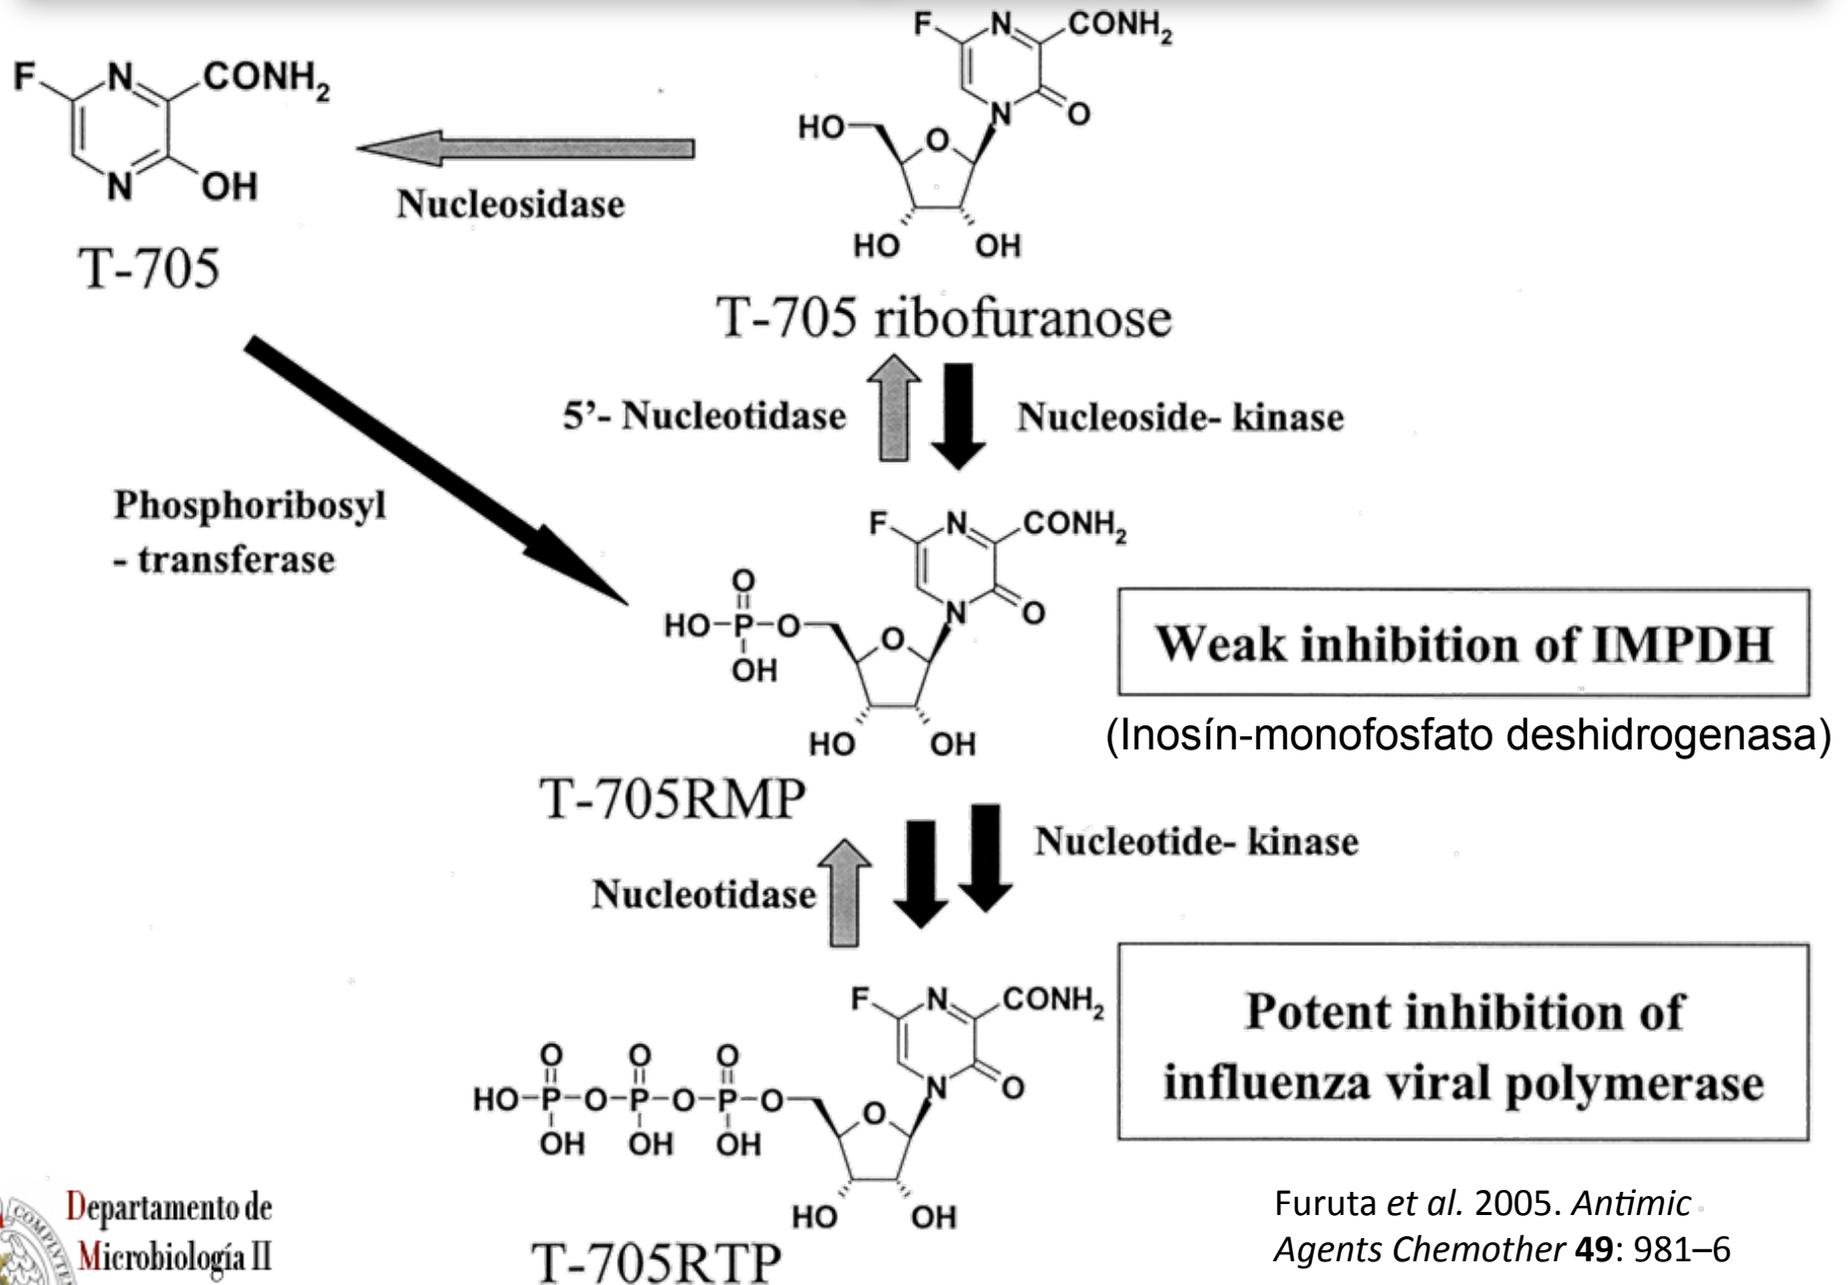 F
N
CONH2
N
OH
T-705
Nucleosidase
F
N
CONH2
N
O
HO
O
HO
OH
T-705 ribofuranose
5’- Nucleotidase
Nucleoside- kinase
Phosphoribosyl
- transferase
F
N
CONH2
N
O
O
HO-P-O
OH
O
HO
OH
T-705RMP
Weak inhibition of IMPDH
(Inosín-monofosfato deshidrogenasa)
Nucleotidase
Nucleotide- kinase
F
N
CONH2
N
O
O O O
HO-P-O-P-O-P-O
OH OH OH
O
HO
OH
T-705RTP
Potent inhibition of
influenza viral polymerase
Departamento de
Microbiología II
Furuta et al. 2005. Antimic
Agents Chemother 49: 981–6